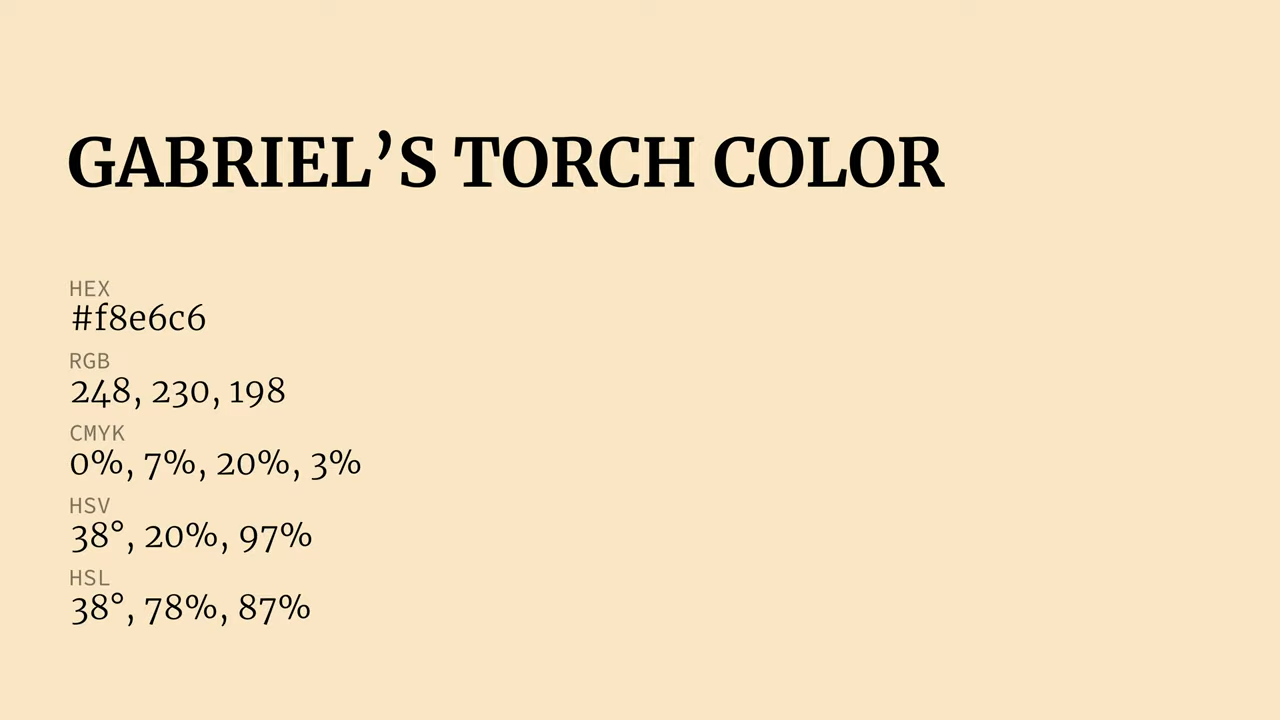 GABRIEL’S TORCH COLOR
HEX
#f8e6c6
RGB
248, 230, 198
CMYK
0%, 7%, 20%, 3%
HSV
38°, 20%, 97%
HSL
38°, 78%, 87%